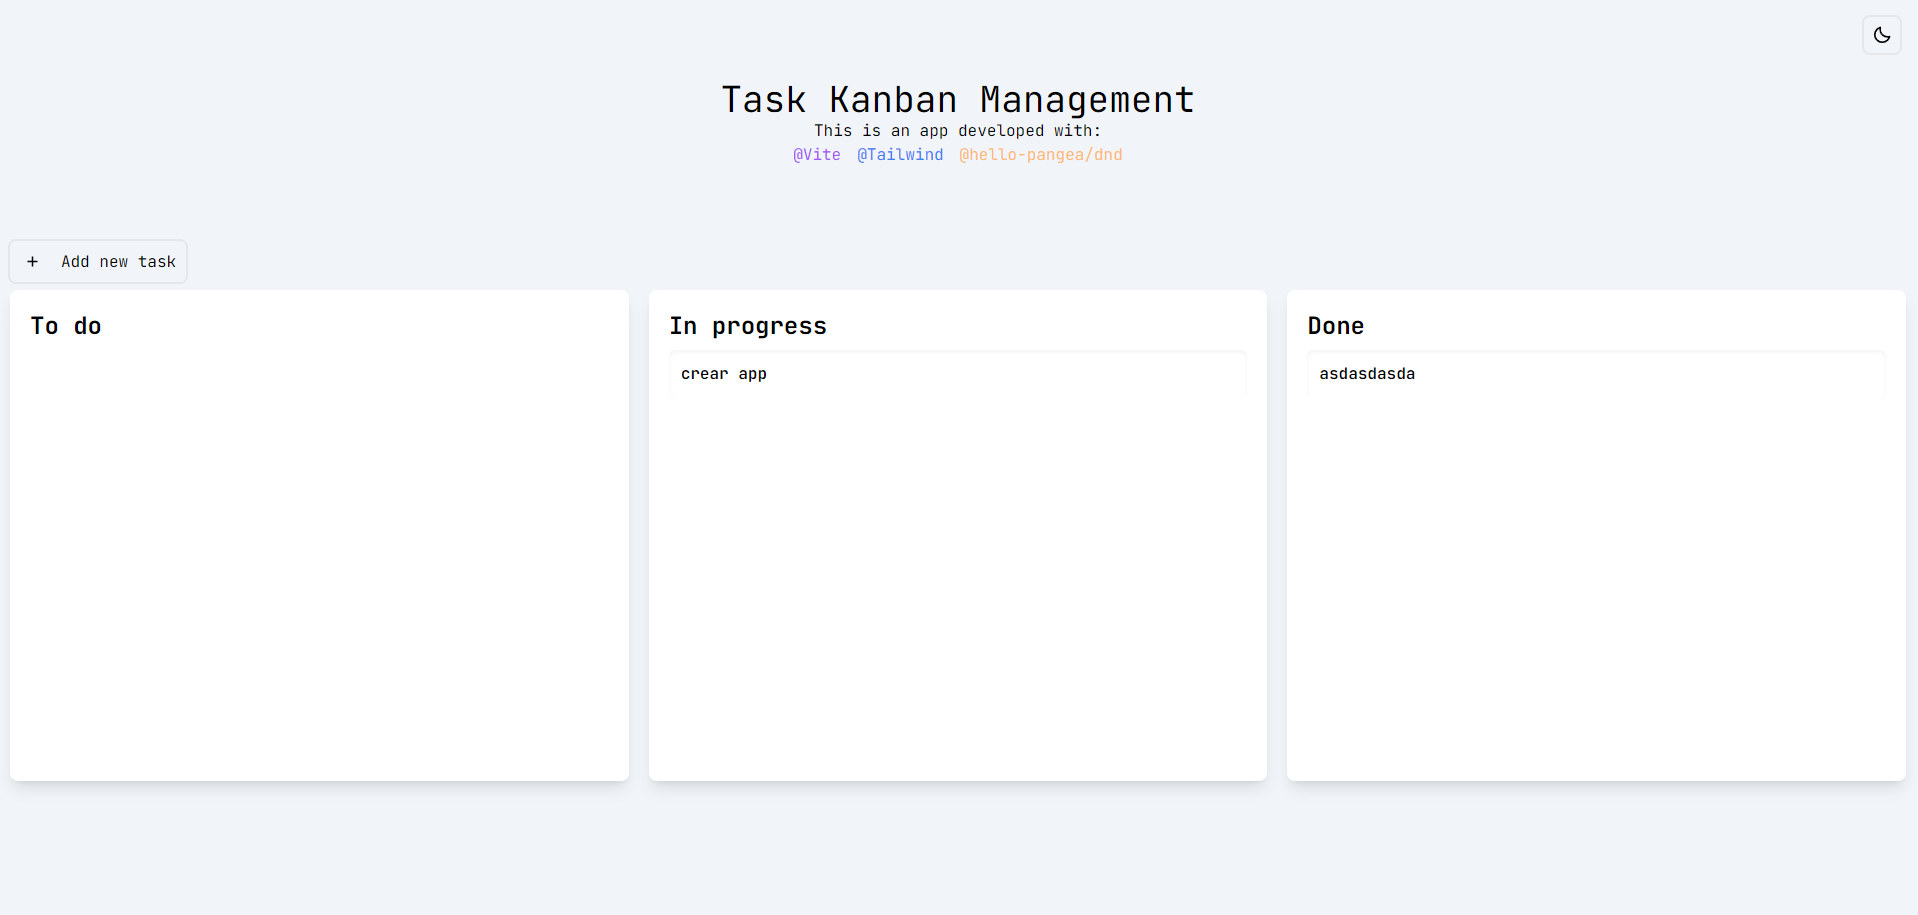 Task Kanban Management
This is an app developed with:
@Vite @Tailwind @hello-pangea/dnd
+ Add new task
To do
In progress
crear app
Done
asdasdasda